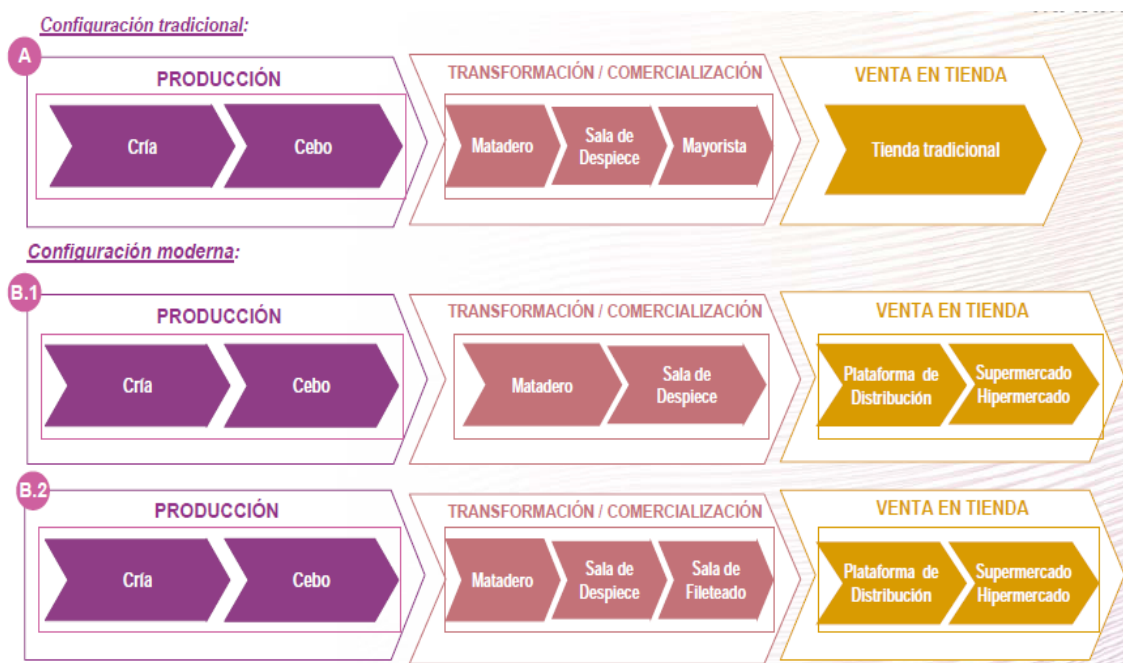 Configuración tradicional:
A
PRODUCCIÓN
TRANSFORMACIÓN / COMERCIALIZACIÓN
VENTA EN TIENDA
Cría
Cebo
Matadero
Sala de
Despiece
Mayorista
Tienda tradicional
Configuración moderna:
B.1
PRODUCCIÓN
TRANSFORMACIÓN / COMERCIALIZACIÓN
VENTA EN TIENDA
Cría
Cebo
Matadero
Sala de
Despiece
Plataforma de
Distribución
Supermercado
Hipermercado
B.2
PRODUCCIÓN
TRANSFORMACIÓN / COMERCIALIZACIÓN
VENTA EN TIENDA
Cría
Cebo
Matadero
Sala de
Despiece
Sala de
Fileteado
Plataforma de
Distribución
Supermercado
Hipermercado